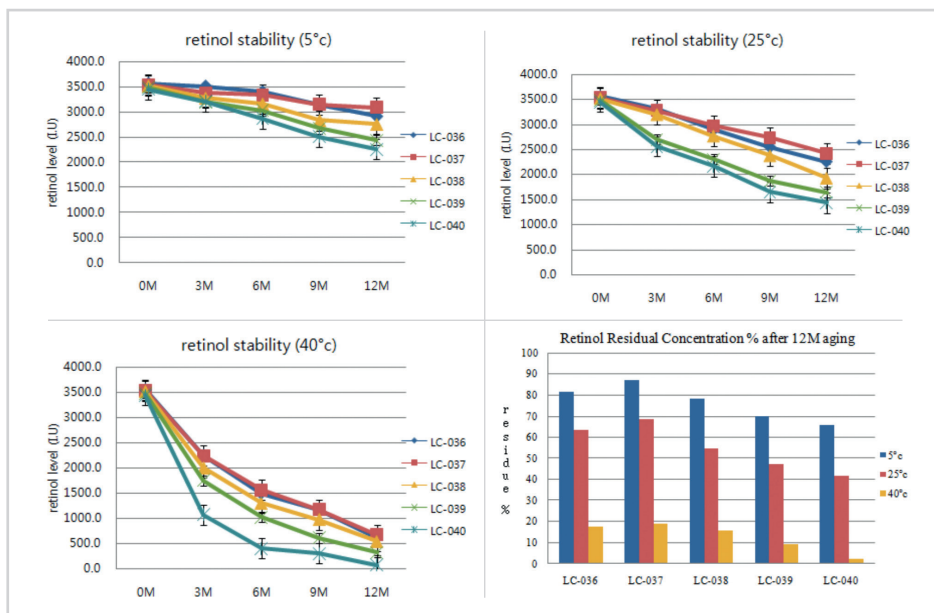 retinol stability (5°c)
4000.0
3500.0
3000.0
2500.0
2000.0
3500.0
3000.0
1000.0
500.0
0.0
retinol level (I.U)
0M 3M 6M 9M 12M
LC-036
LC-037
LC-038
LC-039
LC-040
retinol stability (25°c)
4000.0
3500.0
3000.0
2500.0
2000.0
1500.0
1000.0
500.0
0.0
retinol level (I.U)
0M 3M 6M 9M 12M
LC-036
LC-037
LC-038
LC-039
LC-040
retinol stability (40°c)
4000.0
3500.0
3000.0
2500.0
2000.0
1500.0
1000.0
500.0
0.0
retinol level (I.U)
0M 3M 6M 9M 12M
LC-036
LC-037
LC-038
LC-039
LC-040
Retinol Residual Concentration % after 12M aging
100
90
80
70
60
50
40
30
20
10
0
residue %
LC-036 LC-037 LC-038 LC-039 LC-040
5°c
25°c
40°c